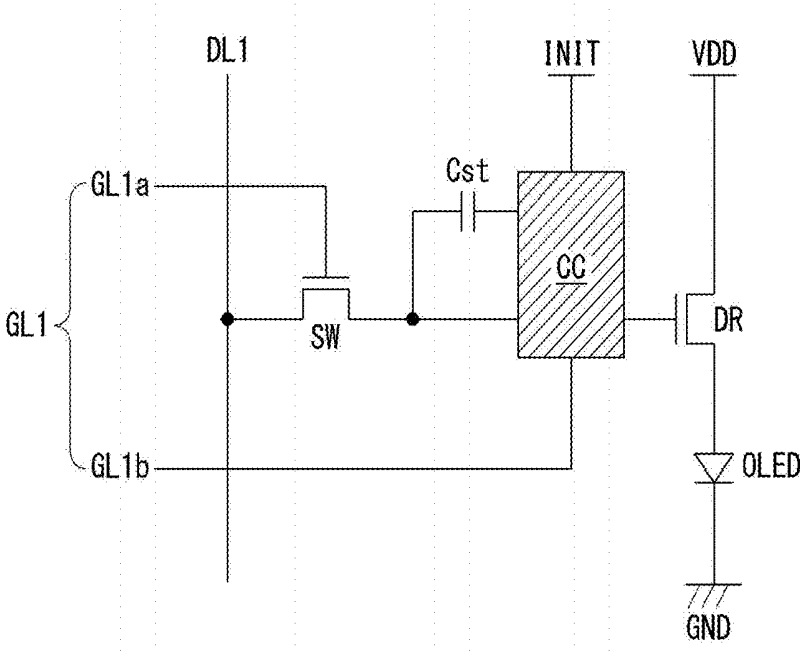 DL1
INIT
VDD
Cst
GL1a
CC
GL1
SW
DR
GL1b
OLED
GND